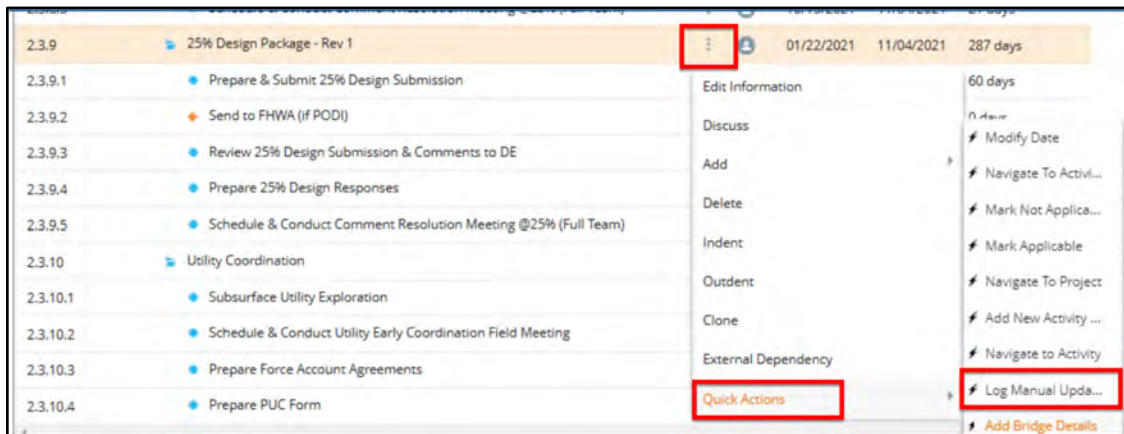 2.3.9 25% Design Package - Rev 1 01/22/2021 11/04/2021 287 days
2.3.9.1 Prepare & Submit 25% Design Submission Edit Information 60 days
2.3.9.2 Send to FHWA (if PODI) Discuss
Modify Date
2.3.9.3 Review 25% Design Submission & Comments to DE Add
Navigate To Activi...
2.3.9.4 Prepare 25% Design Responses Delete
Mark Not Applica...
2.3.9.5 Schedule & Conduct Comment Resolution Meeting @25% (Full Team) Indent
Mark Applicable
2.3.10 Utility Coordination Outdent
Navigate To Project
2.3.10.1 Subsurface Utility Exploration Clone
Add New Activity ...
2.3.10.2 Schedule & Conduct Utility Early Coordination Field Meeting External Dependency
Navigate to Activity
2.3.10.3 Prepare Force Account Agreements Quick Actions
Log Manual Upda...
2.3.10.4 Prepare PUC Form
Add Bridge Details